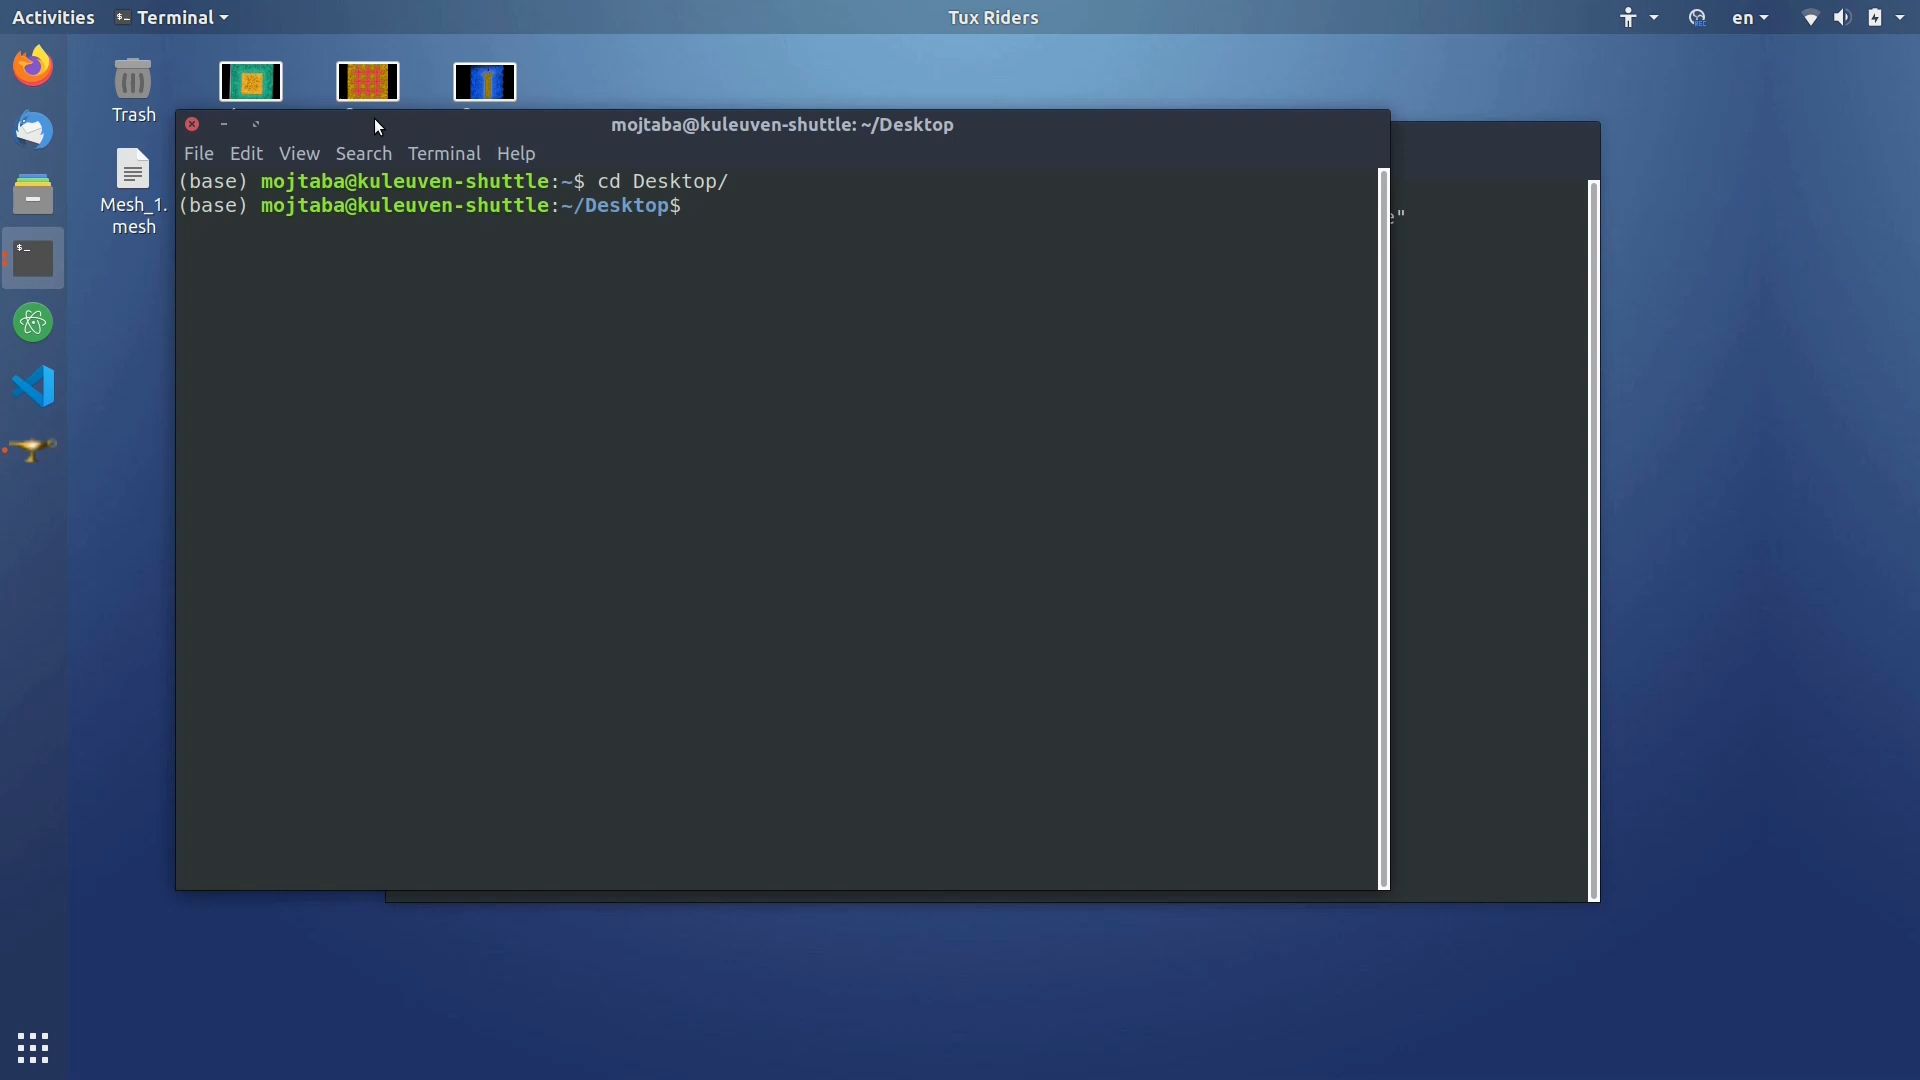 Activities Terminal Tux Riders en
Trash
Mesh_1.
mesh
mojtaba@kuleuven-shuttle: ~/Desktop
File Edit View Search Terminal Help
(base) mojtaba@kuleuven-shuttle:~$ cd Desktop/
(base) mojtaba@kuleuven-shuttle:~/Desktop$
e"